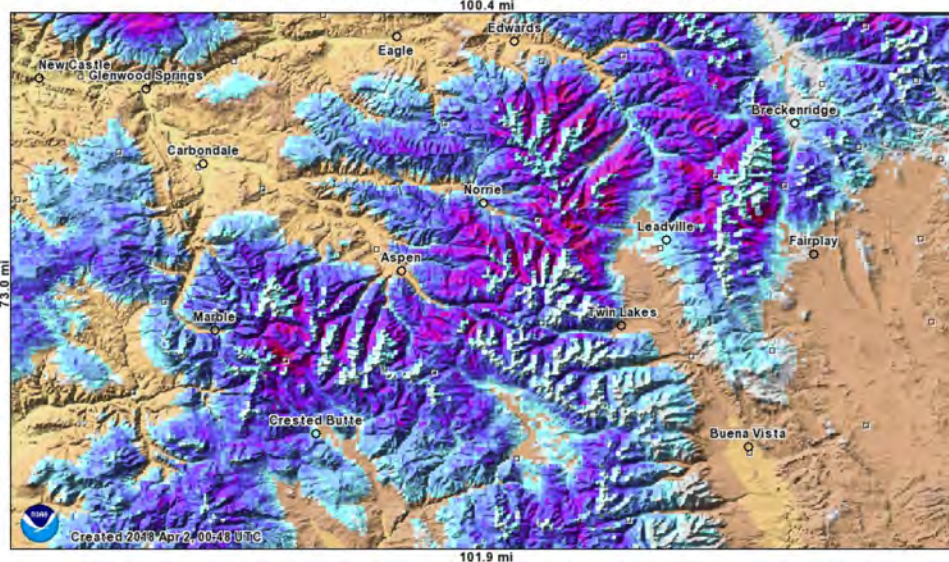 100.4 mi
Edwards
Eagle
New Castle
Glenwood Springs
Breckenridge
Carbondale
Norrie
Leadville
Fairplay
Aspen
73.0 mi
Marble
Twin Lakes
Crested Butte
Buena Vista
NOAA
Created 2018 Apr 2, 00:48 UTC
101.9 mi